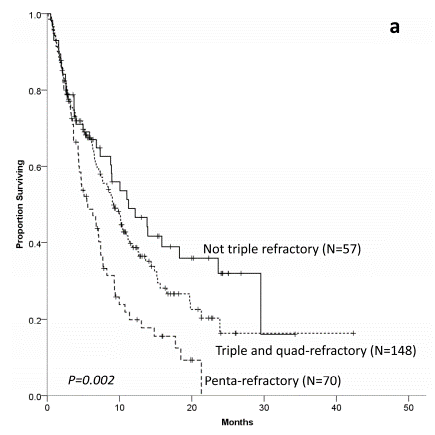 a
1.0
0.8
0.6
0.4
0.2
0.0
Proportion Surviving
Not triple refractory (N=57)
Triple and quad-refractory (N=148)
P=0.002
Penta-refractory (N=70)
0 10 20 30 40 50
Months